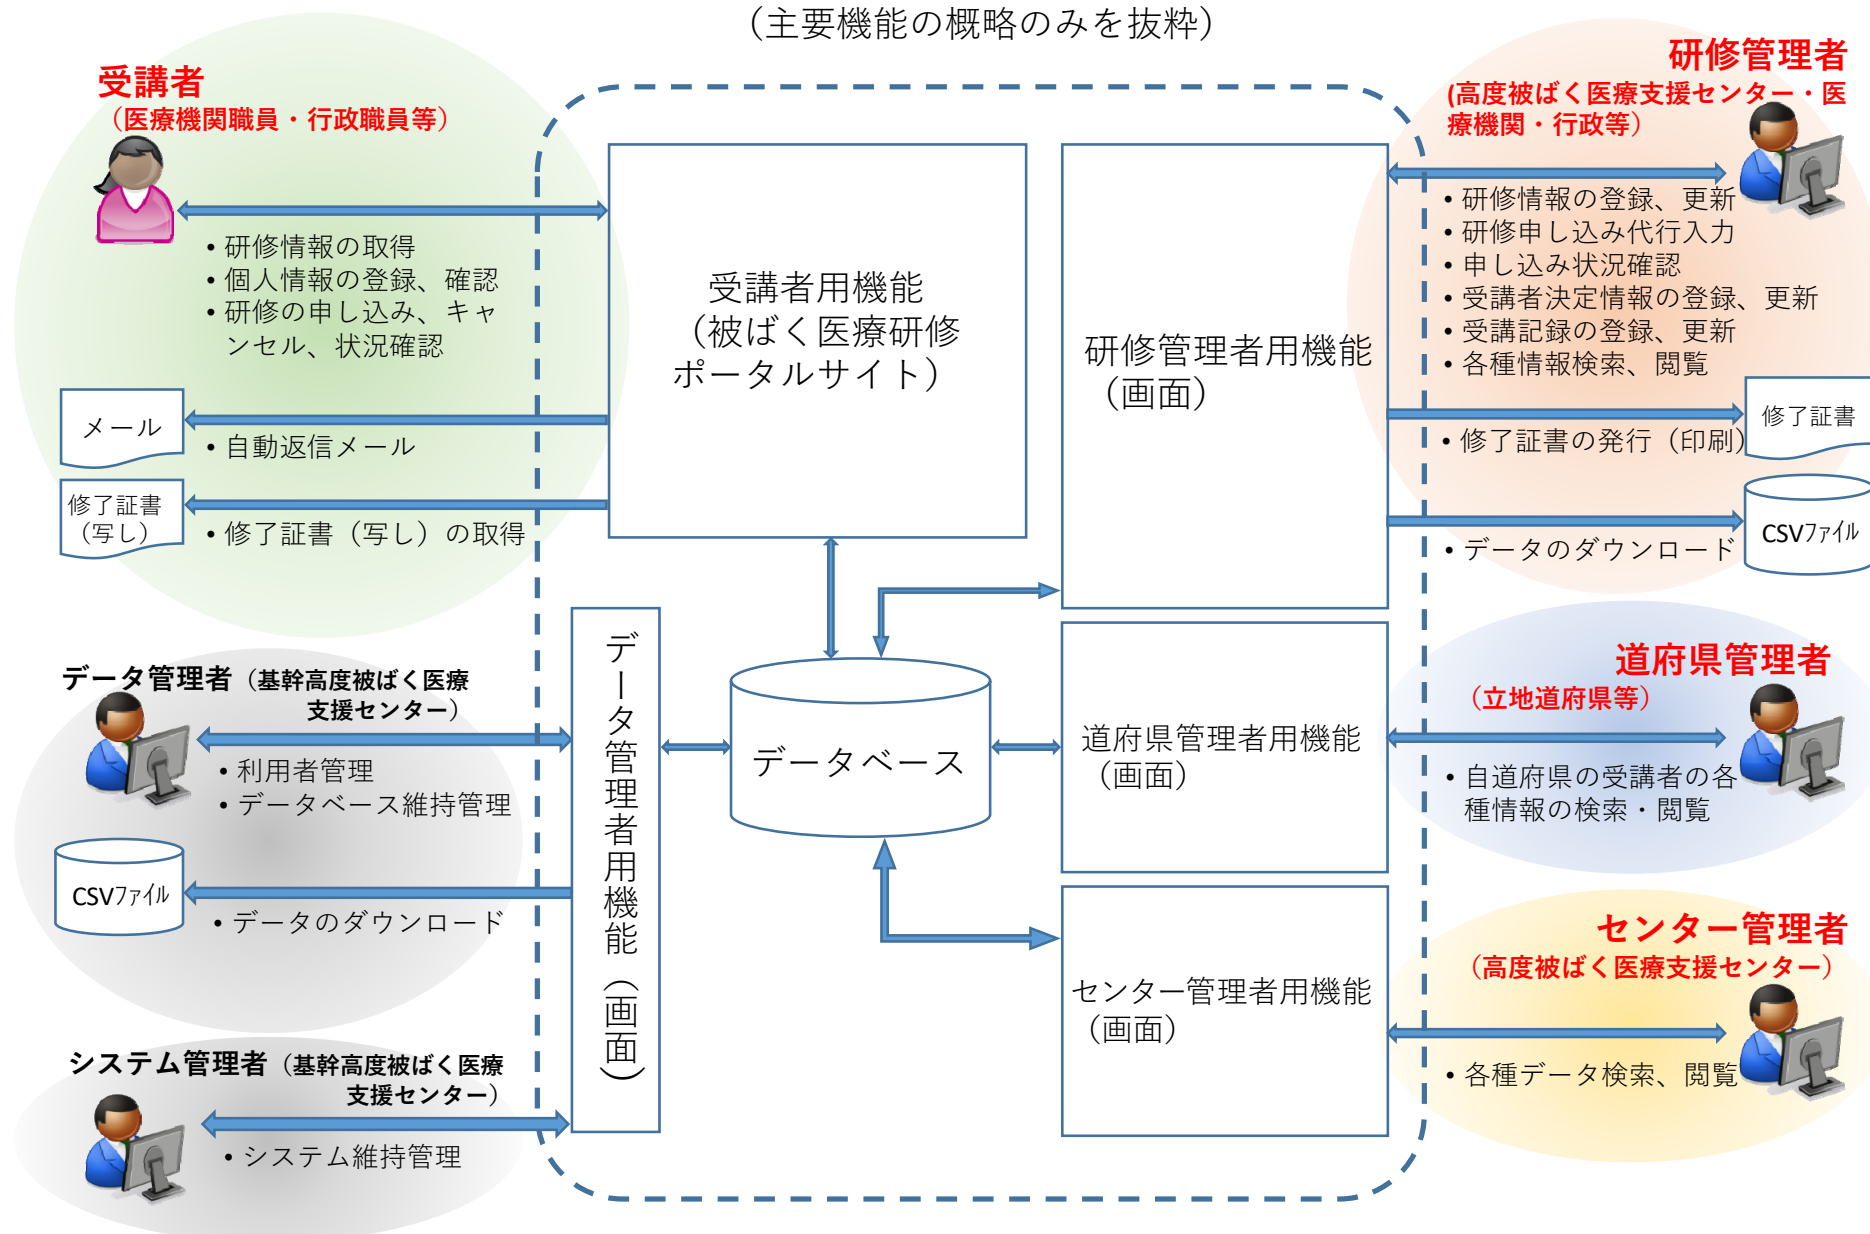 （主要機能の概略のみを抜粋）
受講者
（医療機関職員・行政職員等）
・研修情報の取得
・個人情報の登録、確認
・研修の申し込み、キャ
ンセル、状況確認
メール
・自動返信メール
修了証書
（写し）
・修了証書（写し）の取得
データ管理者（基幹高度被ばく医療
支援センター）
・利用者管理
・データベース維持管理
CSVファイル
・データのダウンロード
システム管理者（基幹高度被ばく医療
支援センター）
・システム維持管理
受講者用機能
（被ばく医療研修
ポータルサイト）
データ管理者用機能（画面）
データベース
研修管理者用機能
（画面）
道府県管理者用機能
（画面）
センター管理者用機能
（画面）
研修管理者
(高度被ばく医療支援センター・医
療機関・行政等）
・研修情報の登録、更新
・研修申し込み代行入力
・申し込み状況確認
・受講者決定情報の登録、更新
・受講記録の登録、更新
・各種情報検索、閲覧
修了証書
・修了証書の発行（印刷）
CSVファイル
・データのダウンロード
道府県管理者
（立地道府県等）
・自道府県の受講者の各
種情報の検索・閲覧
センター管理者
（高度被ばく医療支援センター）
・各種データ検索、閲覧